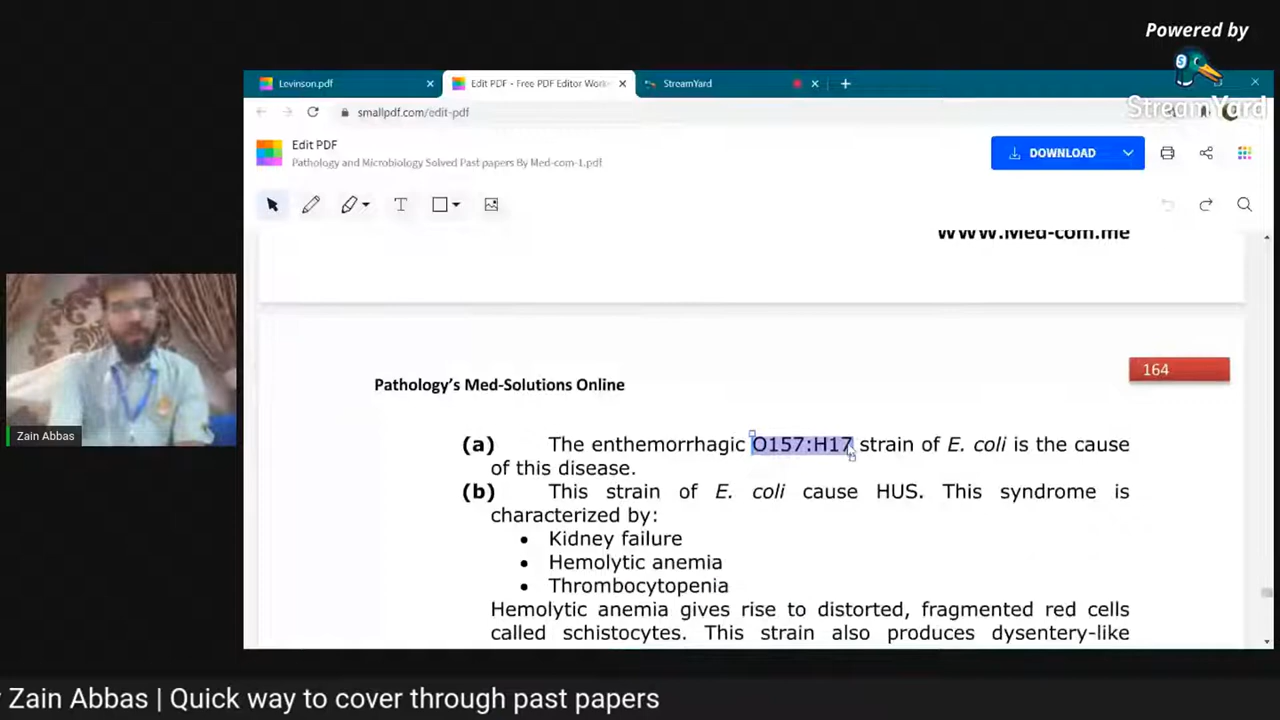 Powered by
StreamYard
Levinson.pdf
Edit PDF - Free PDF Editor Work
StreamYard
smallpdf.com/edit-pdf
Edit PDF
Pathology and Microbiology Solved Past papers By Med-com-1.pdf
DOWNLOAD
T
www.Med-com.me
Pathology's Med-Solutions Online
164
(a) The enthemorrhagic O157:H17 strain of E. coli is the cause
of this disease.
(b) This strain of E. coli cause HUS. This syndrome is
characterized by:
• Kidney failure
• Hemolytic anemia
• Thrombocytopenia
Hemolytic anemia gives rise to distorted, fragmented red cells
called schistocytes. This strain also produces dysentery-like
Zain Abbas
Zain Abbas | Quick way to cover through past papers